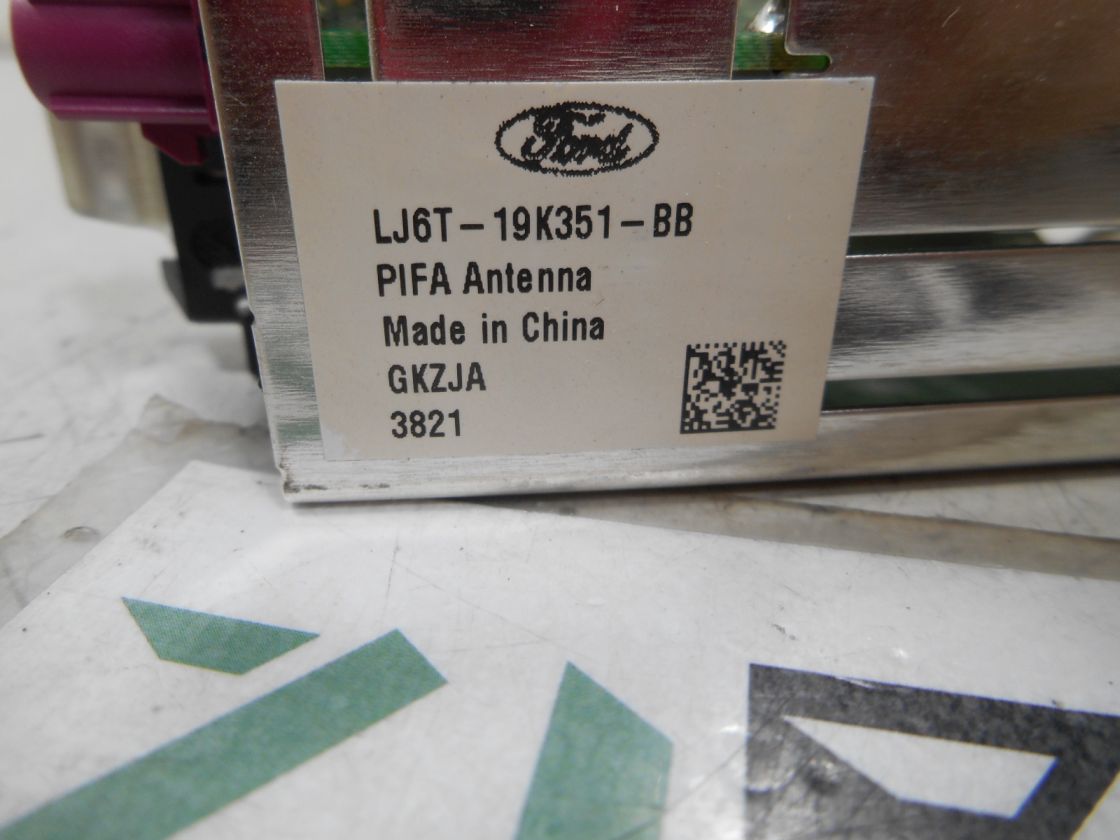 Ford
LJ6T-19K351-BB
PIFA Antenna
Made in China
GKZJA
3821